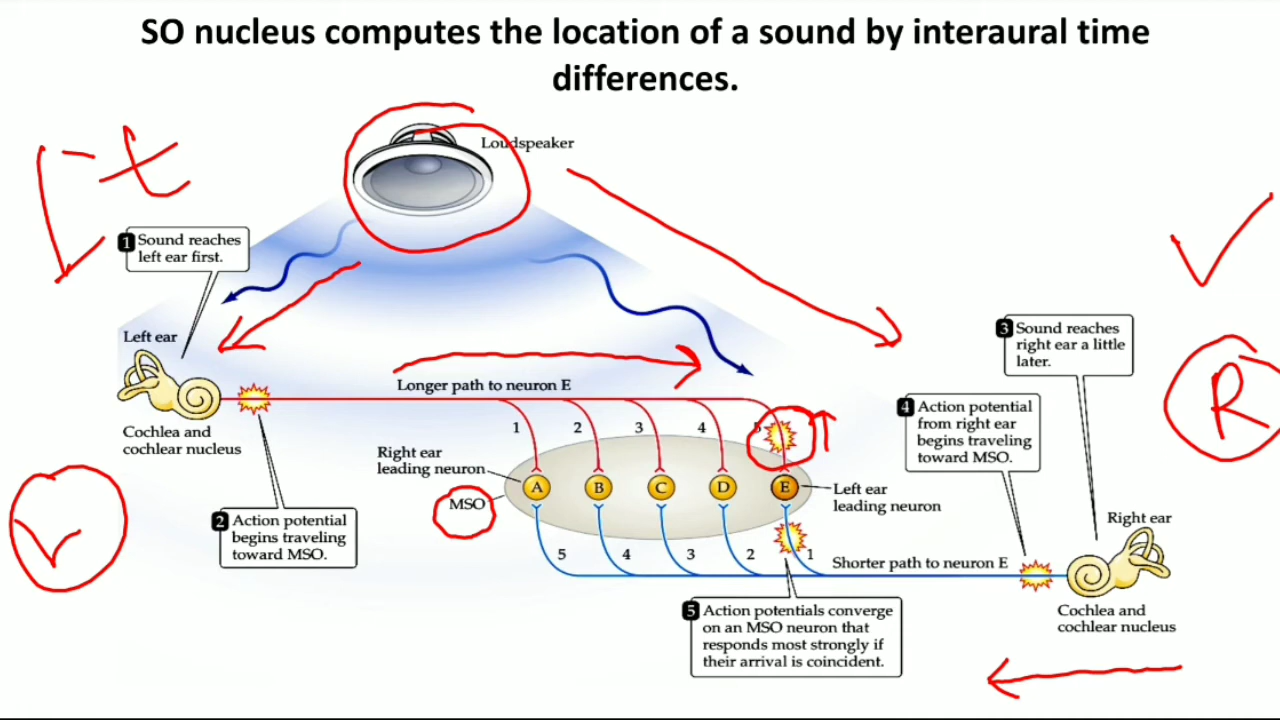 SO nucleus computes the location of a sound by interaural time
differences.
Loudspeaker
t
1 Sound reaches
left ear first.
Left ear
3 Sound reaches
right ear a little
later.
R
Longer path to neuron E
4 Action potential
from right ear
begins traveling
toward MSO.
Cochlea and
cochlear nucleus
1 2 3 4 5
Right ear
leading neuron
A B C D E
MSO
Left ear
leading neuron
2 Action potential
begins traveling
toward MSO.
Right ear
5 4 3 2 1
Shorter path to neuron E
5 Action potentials converge
on an MSO neuron that
responds most strongly if
their arrival is coincident.
Cochlea and
cochlear nucleus